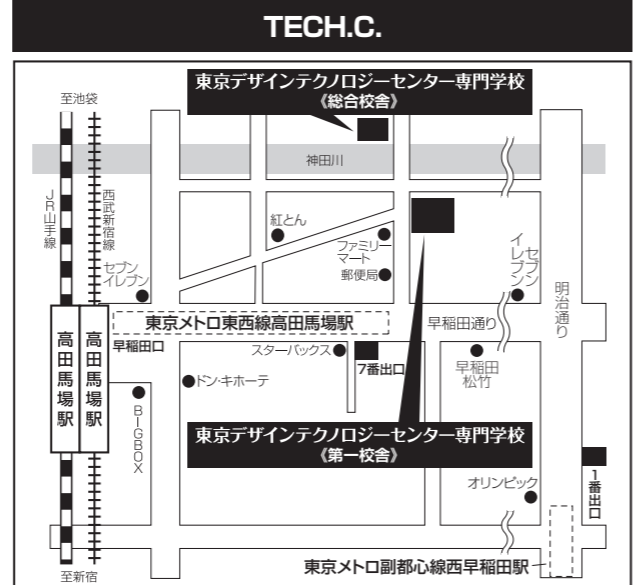 TECH.C.
東京デザインテクノロジーセンター専門学校
《総合校舎》
至池袋
神田川
JR山手線
西武新宿線
紅とん
ファミリー
マート
郵便局
セブン
イレブン
セブン
イレブン
明治通り
東京メトロ東西線高田馬場駅
早稲田通り
早稲田口
スターバックス
7番出口
早稲田
松竹
高田馬場駅
高田馬場駅
ドン・キホーテ
BIGBOX
東京デザインテクノロジーセンター専門学校
《第一校舎》
オリンピック
1番出口
東京メトロ副都心線西早稲田駅
至新宿